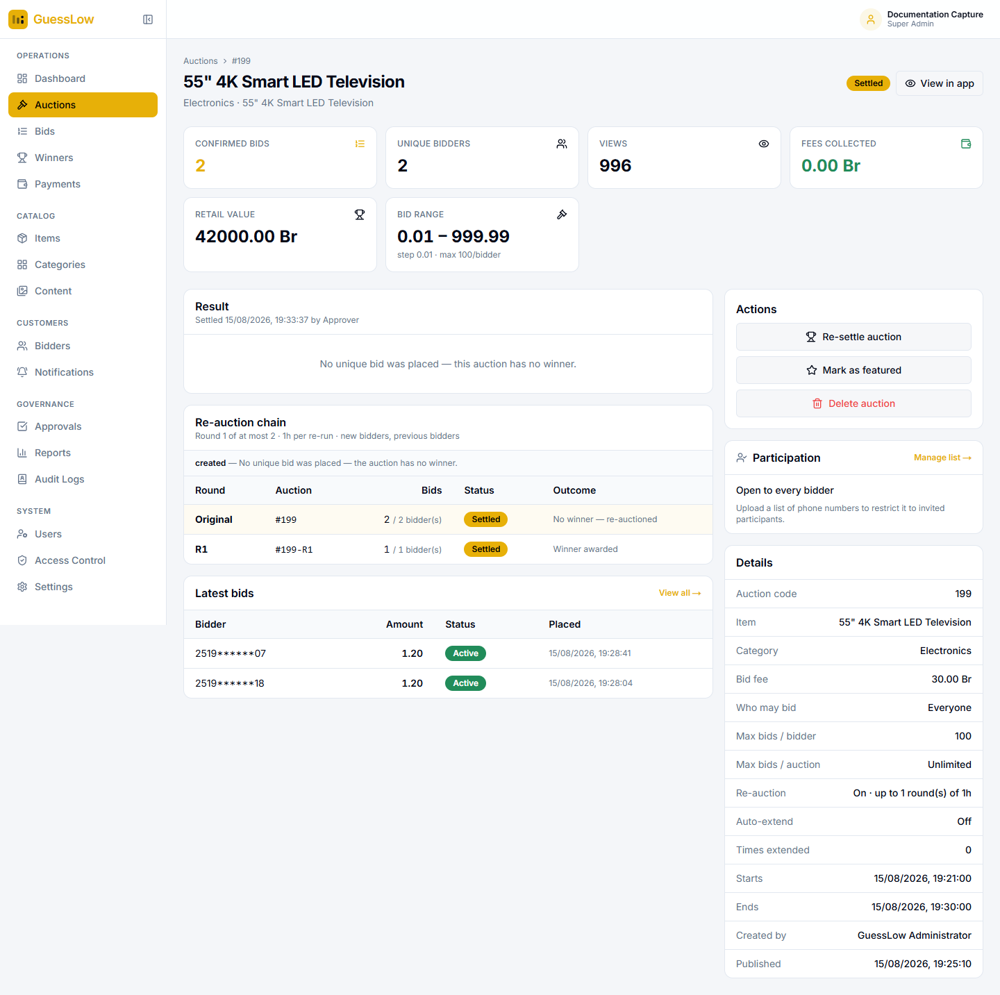 GuessLow
Documentation Capture
Super Admin
OPERATIONS
Dashboard
Auctions
Bids
Winners
Payments
CATALOG
Items
Categories
Content
CUSTOMERS
Bidders
Notifications
GOVERNANCE
Approvals
Reports
Audit Logs
SYSTEM
Users
Access Control
Settings
Auctions > #199
55" 4K Smart LED Television
Electronics · 55" 4K Smart LED Television
Settled
View in app
CONFIRMED BIDS
2
UNIQUE BIDDERS
2
VIEWS
996
FEES COLLECTED
0.00 Br
RETAIL VALUE
42000.00 Br
BID RANGE
0.01 – 999.99
step 0.01 · max 100/bidder
Result
Settled 15/08/2026, 19:33:37 by Approver
No unique bid was placed — this auction has no winner.
Re-auction chain
Round 1 of at most 2 · 1h per re-run · new bidders, previous bidders
created — No unique bid was placed — the auction has no winner.
Round Auction Bids Status Outcome
Original #199 2 / 2 bidder(s) Settled No winner — re-auctioned
R1 #199-R1 1 / 1 bidder(s) Settled Winner awarded
Latest bids View all →
Bidder Amount Status Placed
2519******07 1.20 Active 15/08/2026, 19:28:41
2519******18 1.20 Active 15/08/2026, 19:28:04
Actions
Re-settle auction
Mark as featured
Delete auction
Participation Manage list →
Open to every bidder
Upload a list of phone numbers to restrict it to invited
participants.
Details
Auction code 199
Item 55" 4K Smart LED Television
Category Electronics
Bid fee 30.00 Br
Who may bid Everyone
Max bids / bidder 100
Max bids / auction Unlimited
Re-auction On · up to 1 round(s) of 1h
Auto-extend Off
Times extended 0
Starts 15/08/2026, 19:21:00
Ends 15/08/2026, 19:30:00
Created by GuessLow Administrator
Published 15/08/2026, 19:25:10